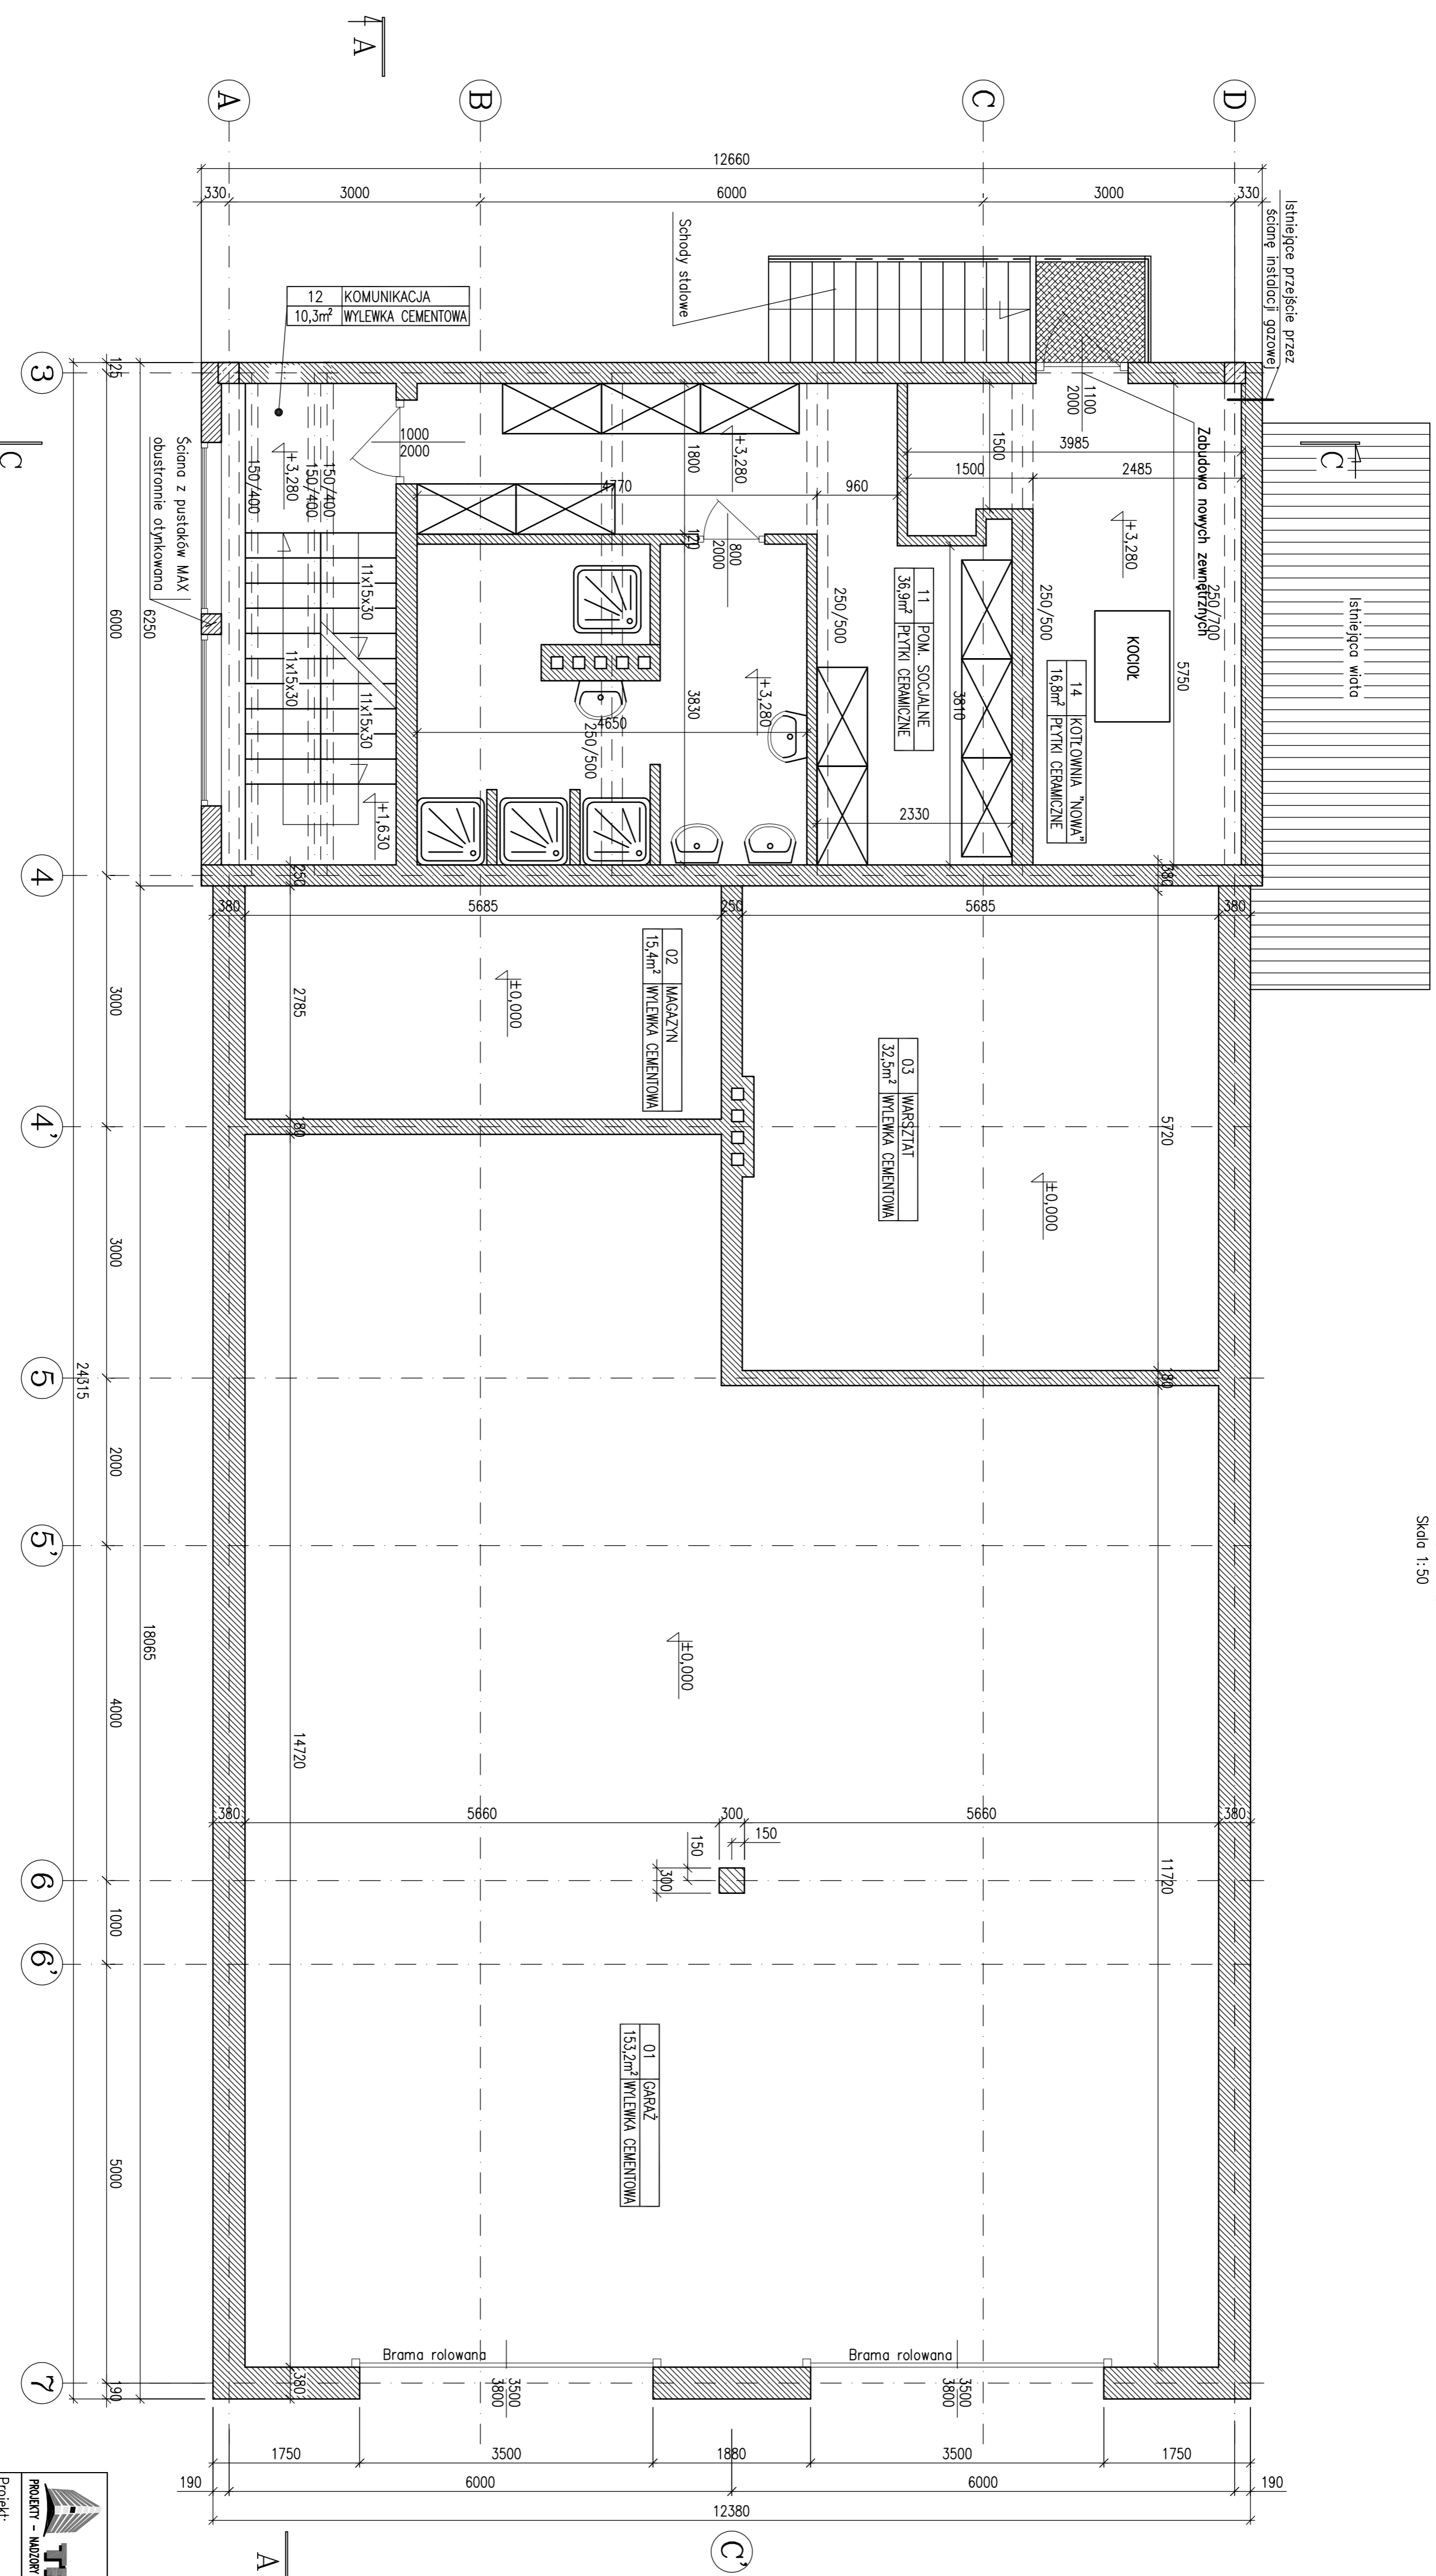 Skala 1:50
A
A
B
C
D
12660
330
3000
6000
3000
330
Istniejące przejście przez
ścianę instalacji gazowej
Schody stalowe
12 KOMUNIKACJA
10,3m² WYLEWKA CEMENTOWA
C
C
Istniejąca wiata
Zabudowa nowych zewnętrznych
250/700
1100
2000
3985
1500
1500
2485
+3,280
5750
KOCIOŁ
14 KOTŁOWNIA "NOWA"
16,8m² PŁYTKI CERAMICZNE
250/500
3810
11 POM. SOCJALNE
36,9m² PŁYTKI CERAMICZNE
250/500
2330
960
4770
1800
+3,280
1000
2000
800
2000
120
+3,280
3830
4650
250/500
+3,280
150/400
150/400
150/400
11x15x30
11x15x30
11x15x30
+1,630
Ściana z pustaków MAX
obustronnie otynkowana
3
4
4'
5
5'
6
6'
7
125
6000
3000
3000
2000
4000
1000
5000
190
6250
18065
24315
250
2785
180
14720
380
380
5685
250
5685
380
380
5720
180
11720
02 MAGAZYN
15,4m² WYLEWKA CEMENTOWA
±0,000
03 WARSZTAT
32,5m² WYLEWKA CEMENTOWA
±0,000
±0,000
380
5660
300
5660
380
150
150
300
01 GARAŻ
153,2m² WYLEWKA CEMENTOWA
Brama rolowana
3500
3800
Brama rolowana
3500
3800
1750
3500
1880
3500
1750
190
6000
6000
190
12380
C'
A
PROJEKTY - NADZORY
Projekt: